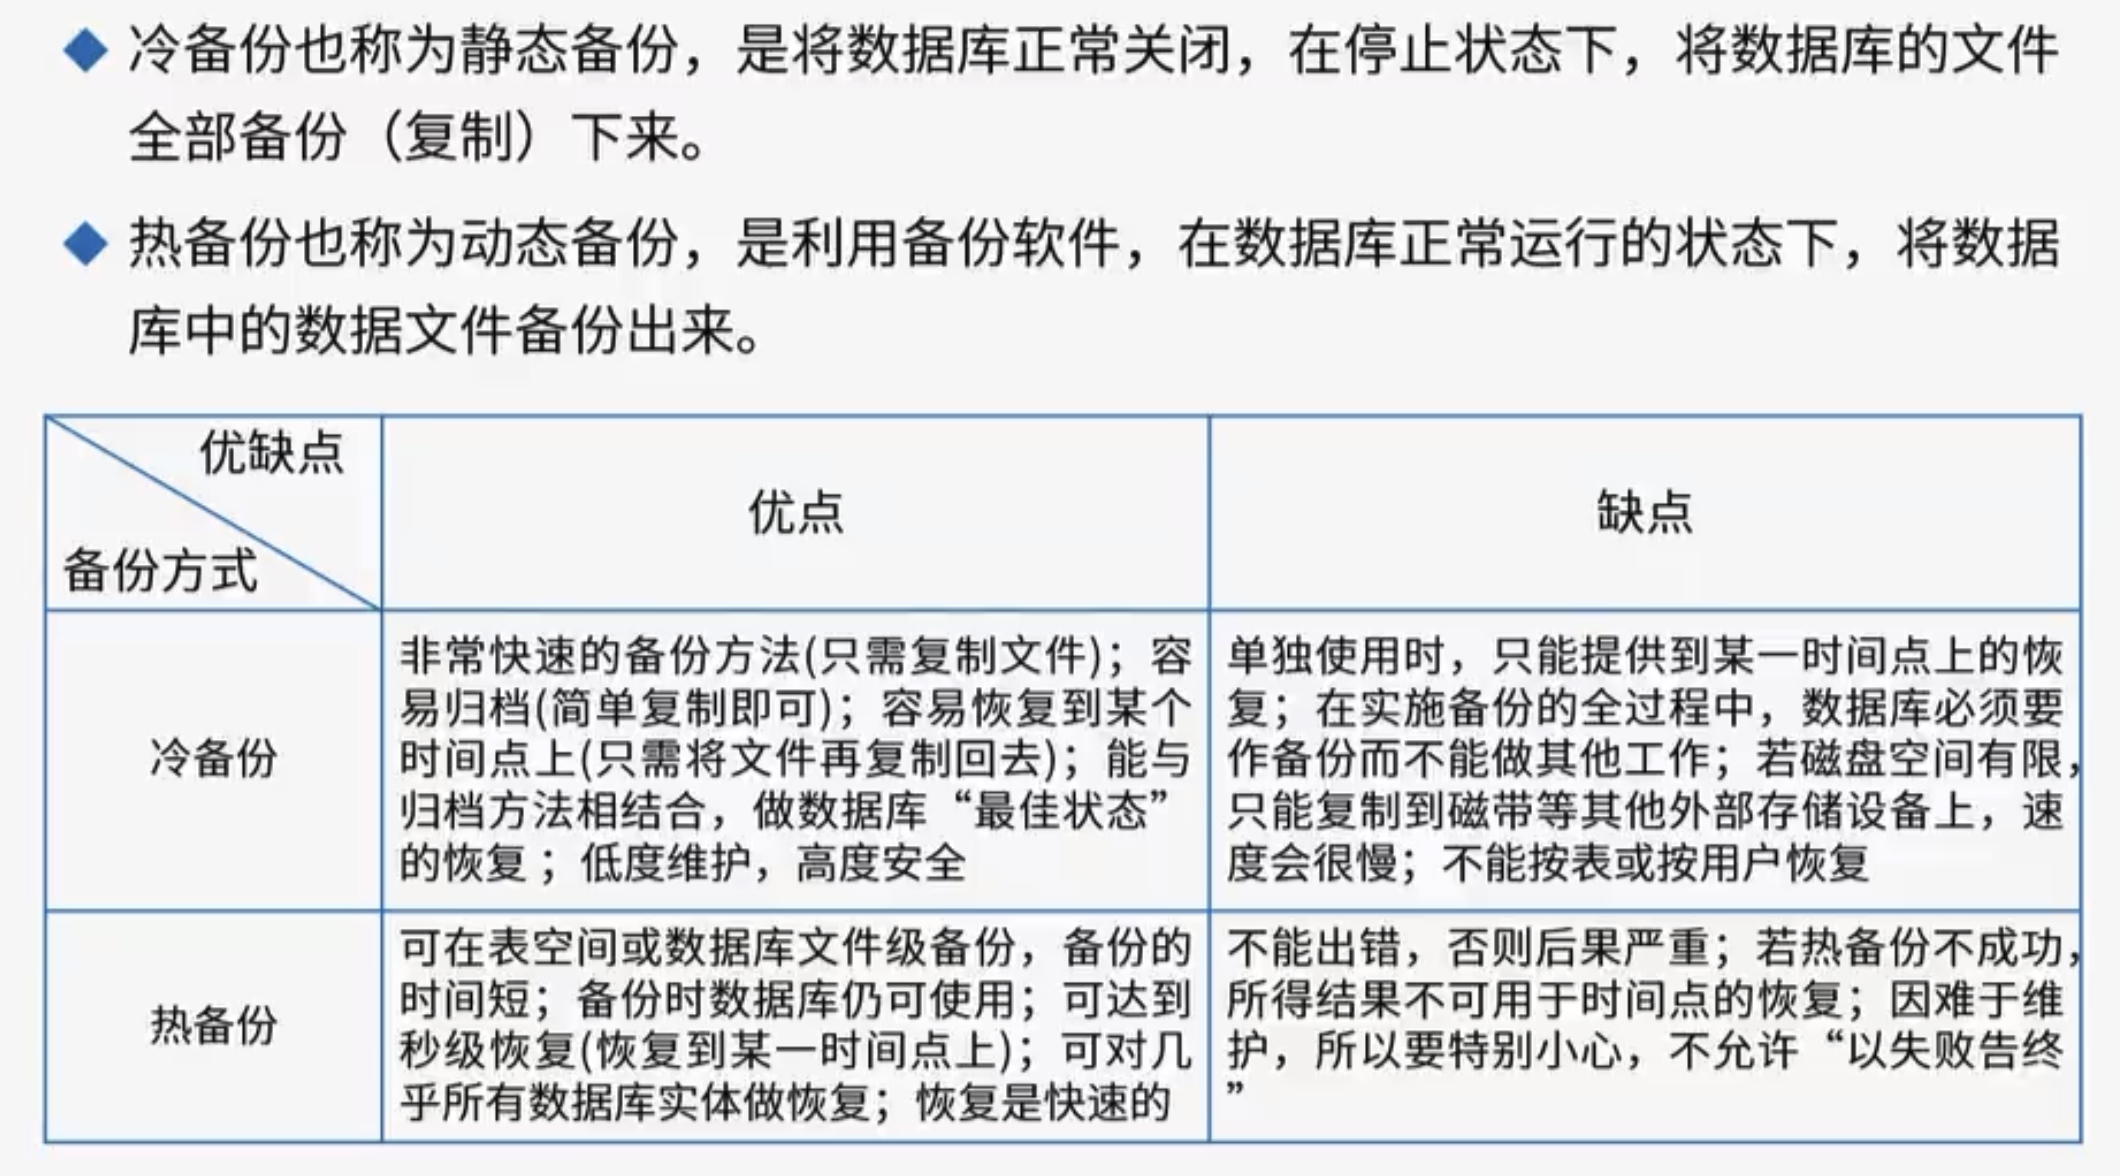 冷备份也称为静态备份，是将数据库正常关闭，在停止状态下，将数据库的文件
全部备份（复制）下来。
热备份也称为动态备份，是利用备份软件，在数据库正常运行的状态下，将数据
库中的数据文件备份出来。
优缺点
备份方式
优点
缺点
冷备份
非常快速的备份方法(只需复制文件)；容
易归档(简单复制即可)；容易恢复到某个
时间点上(只需将文件再复制回去)；能与
归档方法相结合，做数据库“最佳状态”
的恢复；低度维护，高度安全
单独使用时，只能提供到某一时间点上的恢
复；在实施备份的全过程中，数据库必须要
作备份而不能做其他工作；若磁盘空间有限，
只能复制到磁带等其他外部存储设备上，速
度会很慢；不能按表或按用户恢复
热备份
可在表空间或数据库文件级备份，备份的
时间短；备份时数据库仍可使用；可达到
秒级恢复(恢复到某一时间点上)；可对几
乎所有数据库实体做恢复；恢复是快速的
不能出错，否则后果严重；若热备份不成功，
所得结果不可用于时间点的恢复；因难于维
护，所以要特别小心，不允许“以失败告终
”